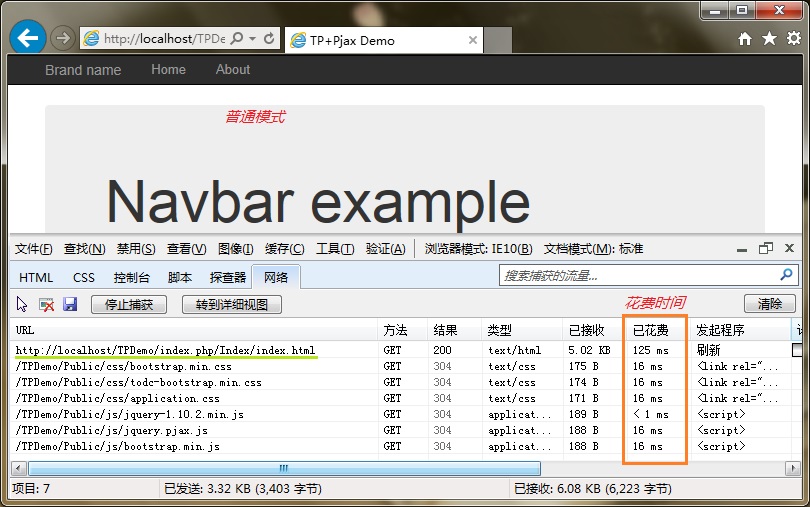 http://localhost/TPDe
TP+Pjax Demo
Brand name Home About
普通模式
Navbar example
文件(F) 查找(N) 禁用(S) 查看(V) 图像(I) 缓存(C) 工具(T) 验证(A) 浏览器模式: IE10(B) 文档模式(M): 标准
HTML CSS 控制台 脚本 探查器 网络 搜索捕获的流量...
停止捕获 转到详细视图 花费时间 清除
URL 方法 结果 类型 已接收 已花费 发起程序
http://localhost/TPDemo/index.php/Index/index.html GET 200 text/html 5.02 KB 125 ms 刷新
/TPDemo/Public/css/bootstrap.min.css GET 304 text/css 175 B 16 ms <link rel="...
/TPDemo/Public/css/todc-bootstrap.min.css GET 304 text/css 174 B 16 ms <link rel="...
/TPDemo/Public/css/application.css GET 304 text/css 171 B 16 ms <link rel="...
/TPDemo/Public/js/jquery-1.10.2.min.js GET 304 applicat... 189 B < 1 ms <script>
/TPDemo/Public/js/jquery.pjax.js GET 304 applicat... 188 B 16 ms <script>
/TPDemo/Public/js/bootstrap.min.js GET 304 applicat... 188 B 16 ms <script>
项目: 7 已发送: 3.32 KB (3,403 字节) 已接收: 6.08 KB (6,223 字节)